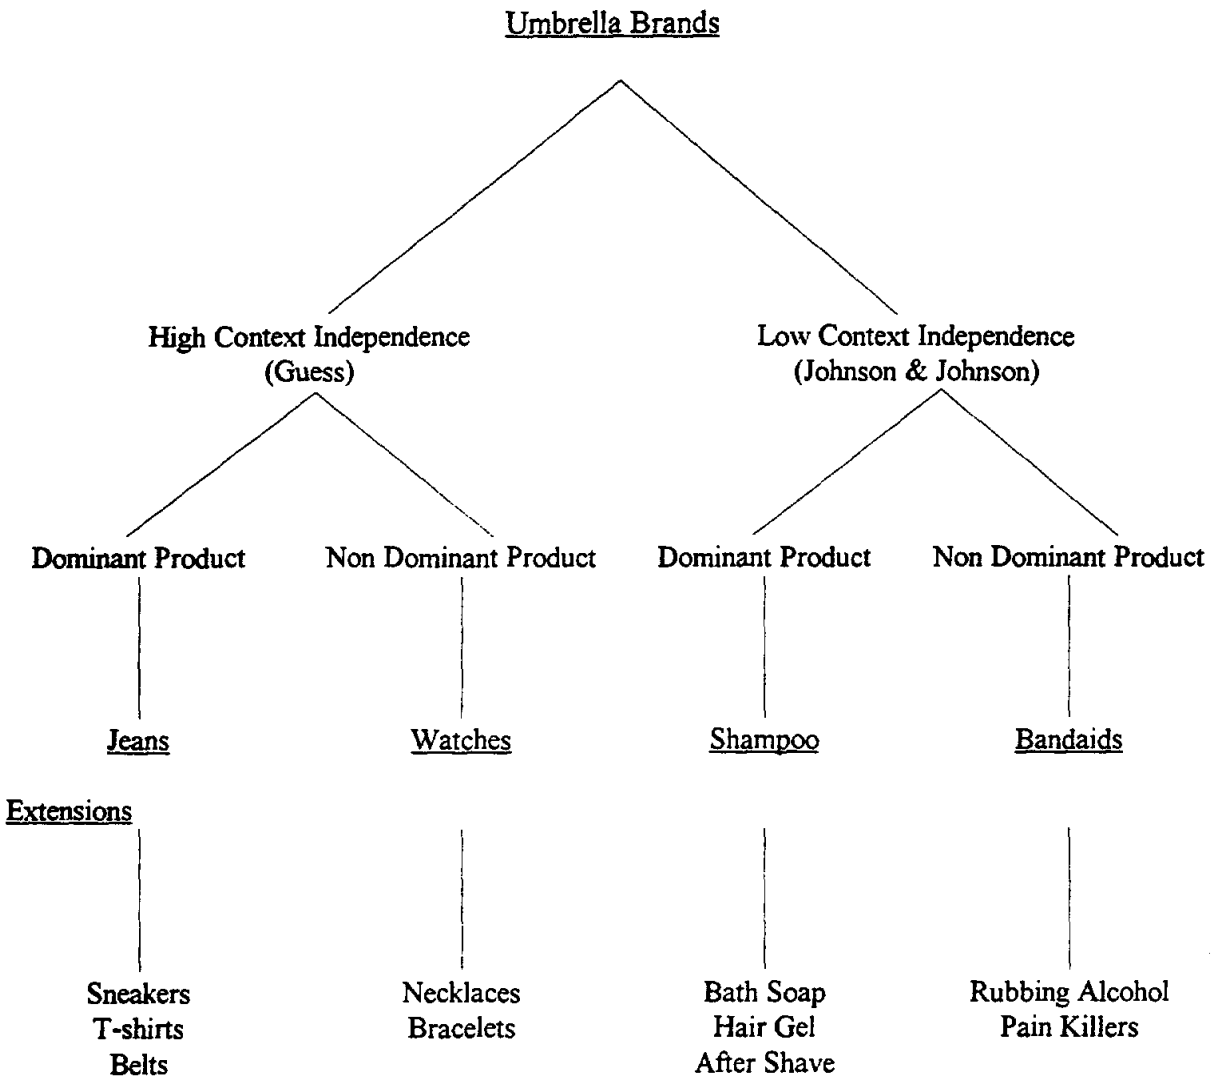 Umbrella Brands
High Context Independence
(Guess)
Low Context Independence
(Johnson & Johnson)
Dominant Product
Non Dominant Product
Dominant Product
Non Dominant Product
Jeans
Watches
Shampoo
Bandaids
Extensions
Sneakers
T-shirts
Belts
Necklaces
Bracelets
Bath Soap
Hair Gel
After Shave
Rubbing Alcohol
Pain Killers